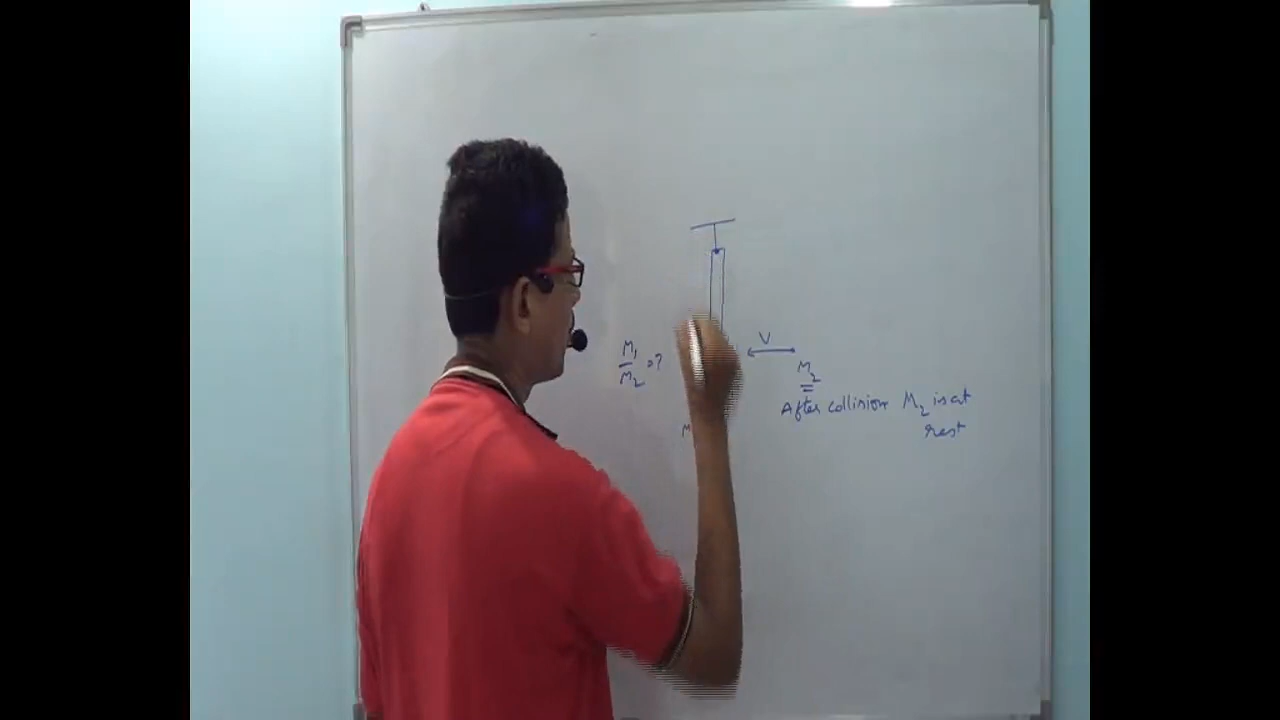 V
M₁/M₂ = ?
M₂
After collision M₂ is at
rest
M